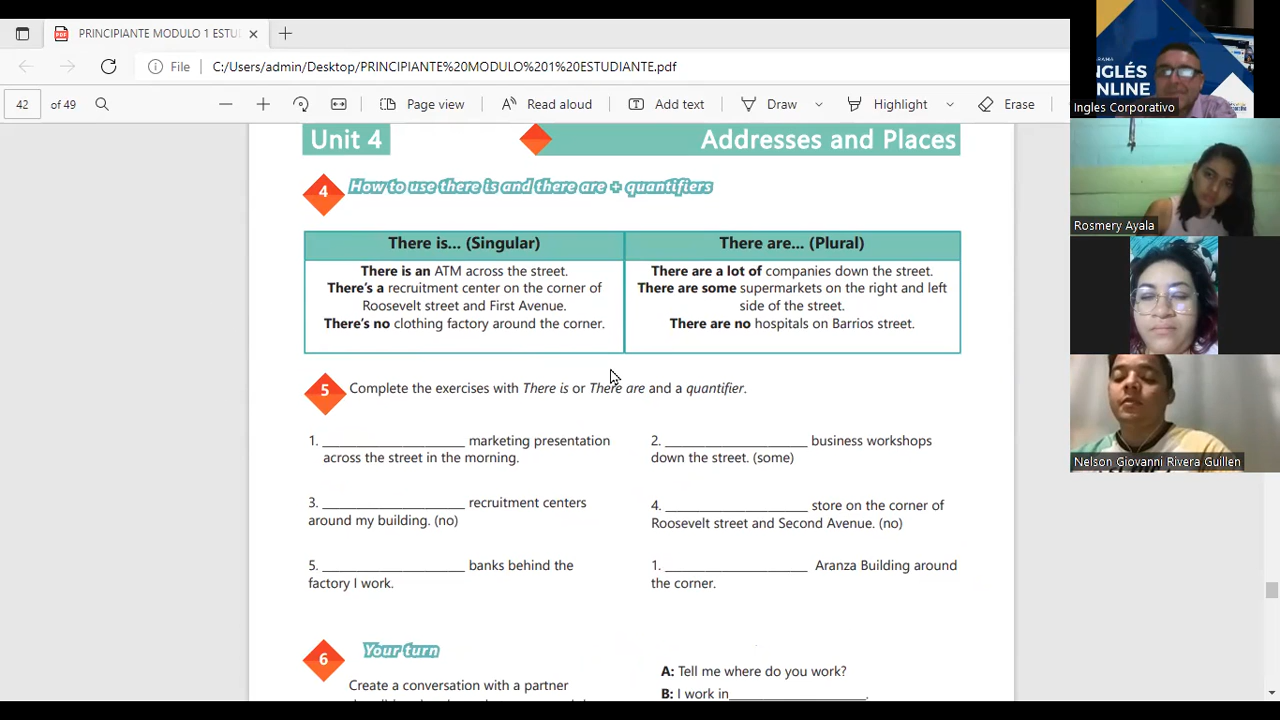 PRINCIPIANTE MODULO 1 ESTU
File C:/Users/admin/Desktop/PRINCIPIANTE%20MODULO%201%20ESTUDIANTE.pdf
42 of 49 Page view Read aloud Add text Draw Highlight Erase
Unit 4 Addresses and Places
4 How to use there is and there are + quantifiers
There is... (Singular)
There is an ATM across the street.
There's a recruitment center on the corner of
Roosevelt street and First Avenue.
There's no clothing factory around the corner.
There are... (Plural)
There are a lot of companies down the street.
There are some supermarkets on the right and left
side of the street.
There are no hospitals on Barrios street.
5 Complete the exercises with There is or There are and a quantifier.
1. ______________________ marketing presentation
across the street in the morning.
2. ______________________ business workshops
down the street. (some)
3. ______________________ recruitment centers
around my building. (no)
4. ______________________ store on the corner of
Roosevelt street and Second Avenue. (no)
5. ______________________ banks behind the
factory I work.
1. ______________________ Aranza Building around
the corner.
6 Your turn
Create a conversation with a partner
A: Tell me where do you work?
B: I work in_____________________.
INGLÉS
ONLINE
Ingles Corporativo
Rosmery Ayala
Nelson Giovanni Rivera Guillen